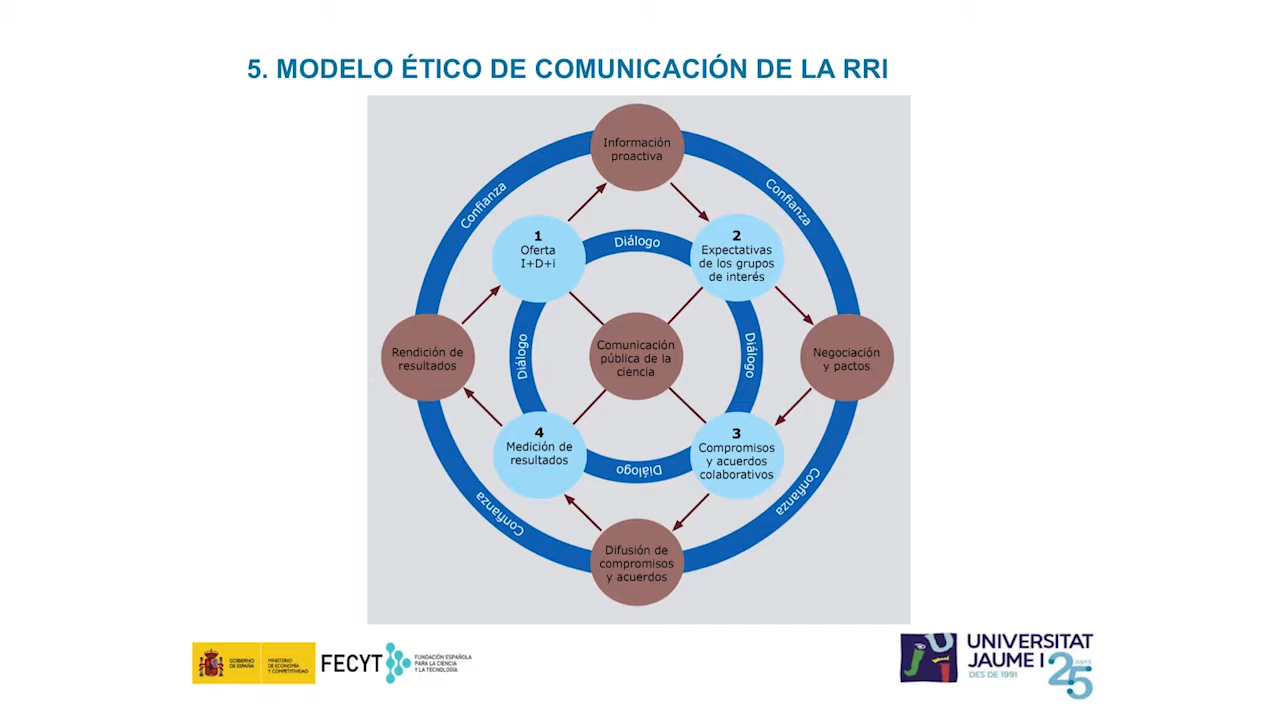 5. MODELO ÉTICO DE COMUNICACIÓN DE LA RRI
Información
proactiva
Confianza
Confianza
1
Oferta
I+D+i
Diálogo
2
Expectativas
de los grupos
de interés
Rendición de
resultados
Diálogo
Comunicación
pública de la
ciencia
Diálogo
Negociación
y pactos
4
Medición de
resultados
Diálogo
3
Compromisos
y acuerdos
colaborativos
Confianza
Confianza
Difusión de
compromisos
y acuerdos
GOBIERNO
DE ESPAÑA
MINISTERIO
DE ECONOMÍA
Y COMPETITIVIDAD
FECYT
FUNDACIÓN ESPAÑOLA
PARA LA CIENCIA
Y LA TECNOLOGÍA
UJI
UNIVERSITAT
JAUME I
DES DE 1991
25
ANYS